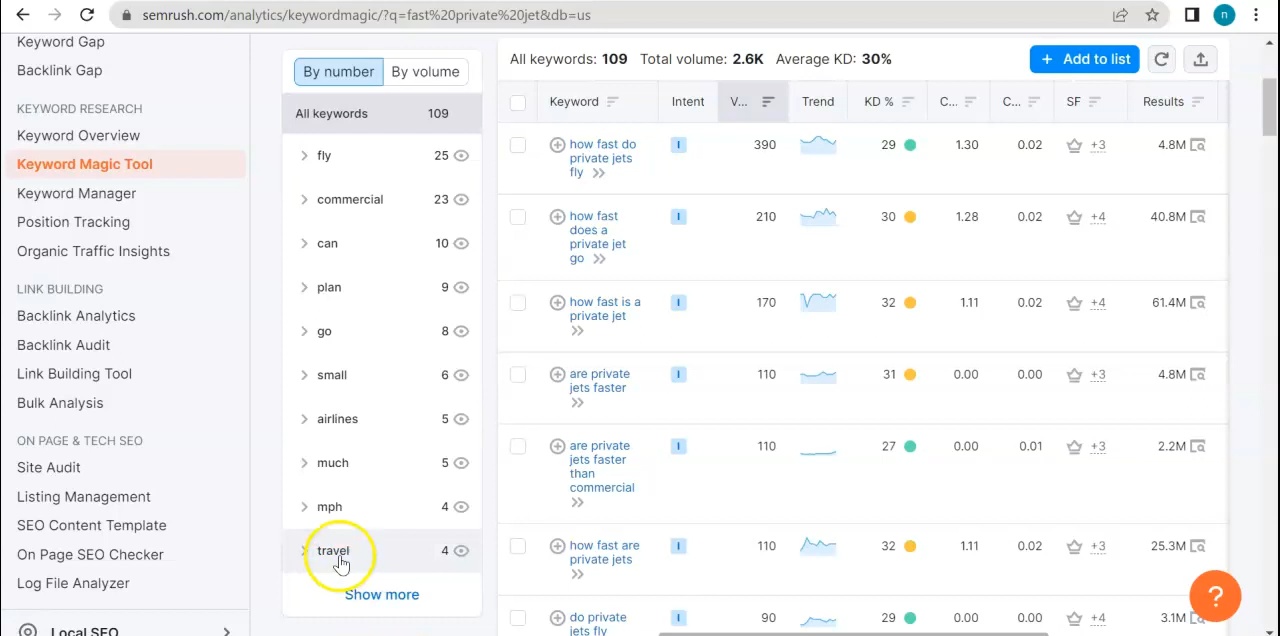 semrush.com/analytics/keywordmagic/?q=fast%20private%20jet&db=us
n
Keyword Gap
Backlink Gap
KEYWORD RESEARCH
Keyword Overview
Keyword Magic Tool
Keyword Manager
Position Tracking
Organic Traffic Insights
LINK BUILDING
Backlink Analytics
Backlink Audit
Link Building Tool
Bulk Analysis
ON PAGE & TECH SEO
Site Audit
Listing Management
SEO Content Template
On Page SEO Checker
Log File Analyzer
Local SEO
By number By volume
All keywords 109
fly 25
commercial 23
can 10
plan 9
go 8
small 6
airlines 5
much 5
mph 4
travel 4
Show more
All keywords: 109 Total volume: 2.6K Average KD: 30%
+ Add to list
Keyword Intent V... Trend KD % C... C... SF Results
how fast do I 390 29 1.30 0.02 +3 4.8M
private jets
fly
how fast I 210 30 1.28 0.02 +4 40.8M
does a
private jet
go
how fast is a I 170 32 1.11 0.02 +4 61.4M
private jet
are private I 110 31 0.00 0.00 +3 4.8M
jets faster
are private I 110 27 0.00 0.01 +3 2.2M
jets faster
than
commercial
how fast are I 110 32 1.11 0.02 +3 25.3M
private jets
do private I 90 29 0.00 0.00 +4 3.1M
jets fly
?